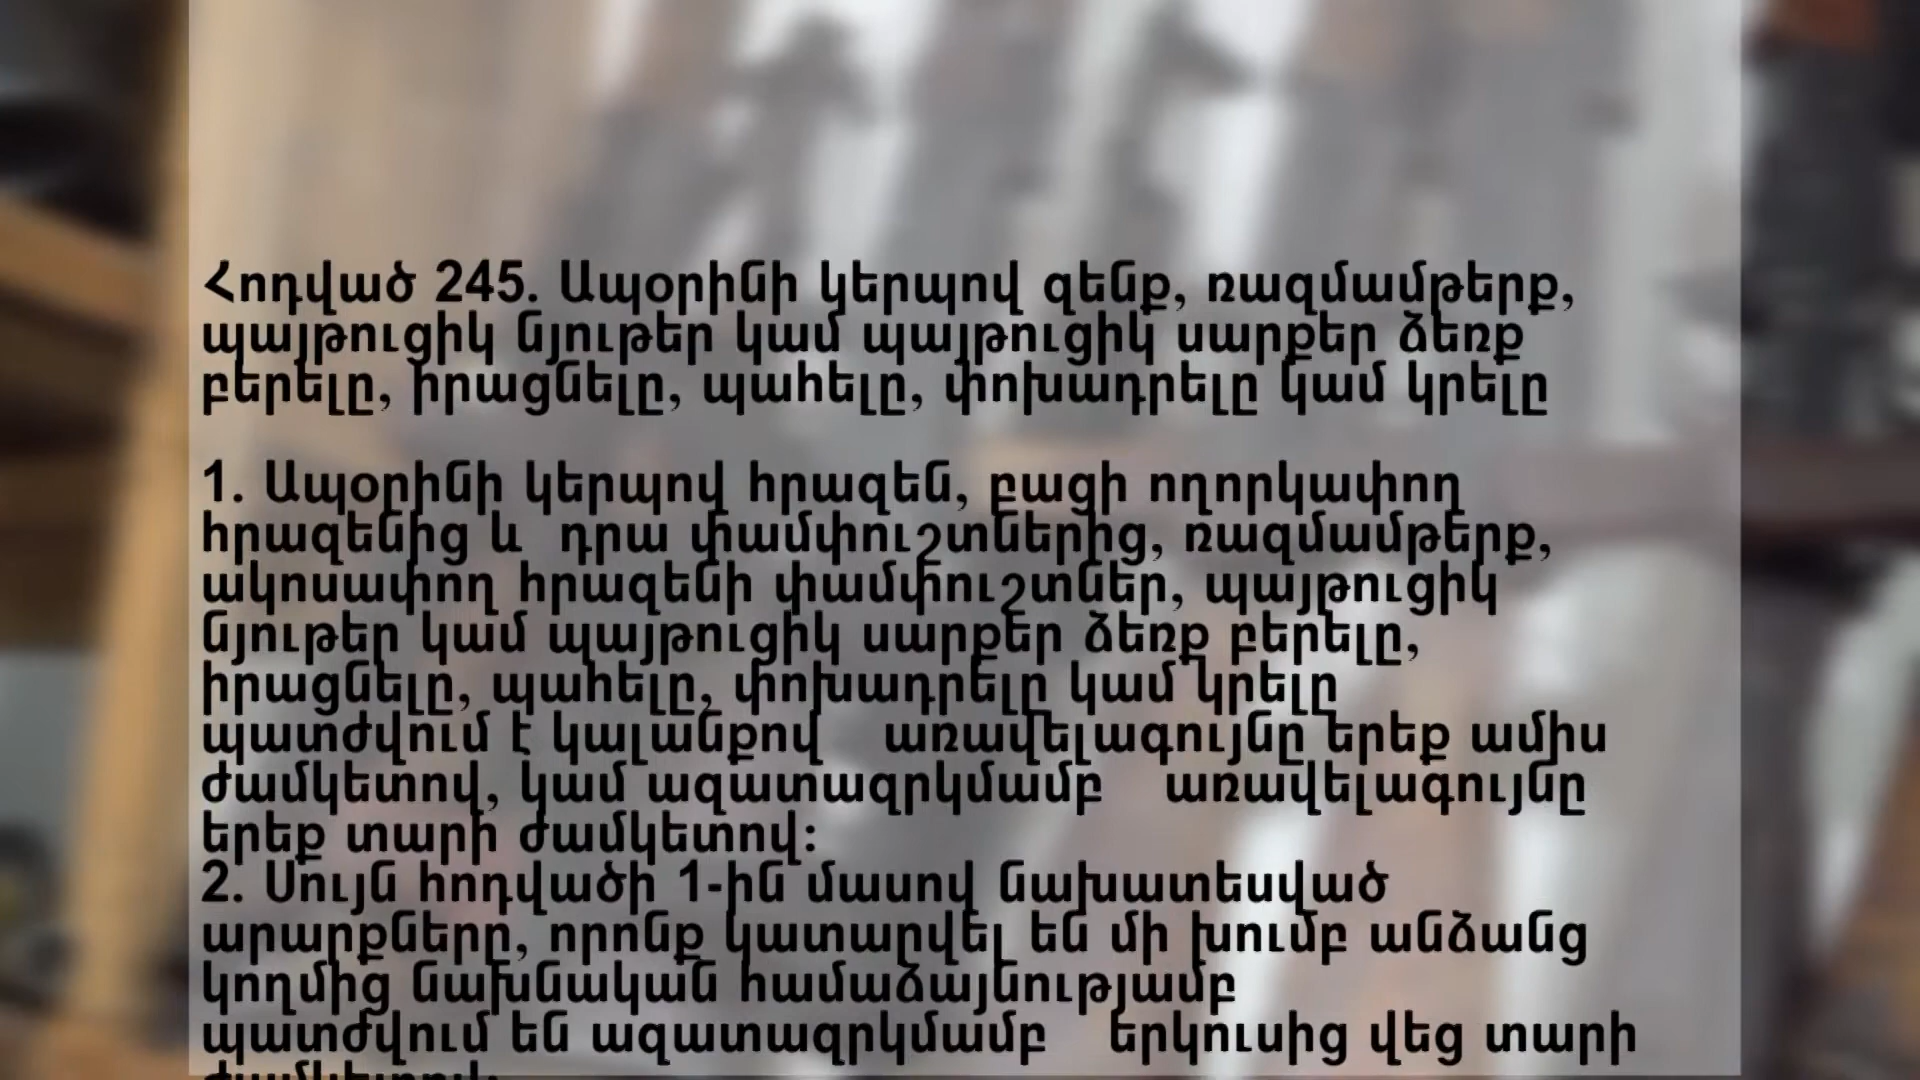 Հոդված 245. Ապօրինի կերպով զենք, ռազմամթերք,
պայթուցիկ նյութեր կամ պայթուցիկ սարքեր ձեռք
բերելը, իրացնելը, պահելը, փոխադրելը կամ կրելը
1. Ապօրինի կերպով հրազեն, բացի ողորկափող
հրազենից և դրա փամփուշտներից, ռազմամթերք,
ակոսափող հրազենի փամփուշտներ, պայթուցիկ
նյութեր կամ պայթուցիկ սարքեր ձեռք բերելը,
իրացնելը, պահելը, փոխադրելը կամ կրելը
պատժվում է կալանքով առավելագույնը երեք ամիս
ժամկետով, կամ ազատազրկմամբ առավելագույնը
երեք տարի ժամկետով:
2. Սույն հոդվածի 1-ին մասով նախատեսված
արարքները, որոնք կատարվել են մի խումբ անձանց
կողմից նախնական համաձայնությամբ
պատժվում են ազատազրկմամբ երկուսից վեց տարի